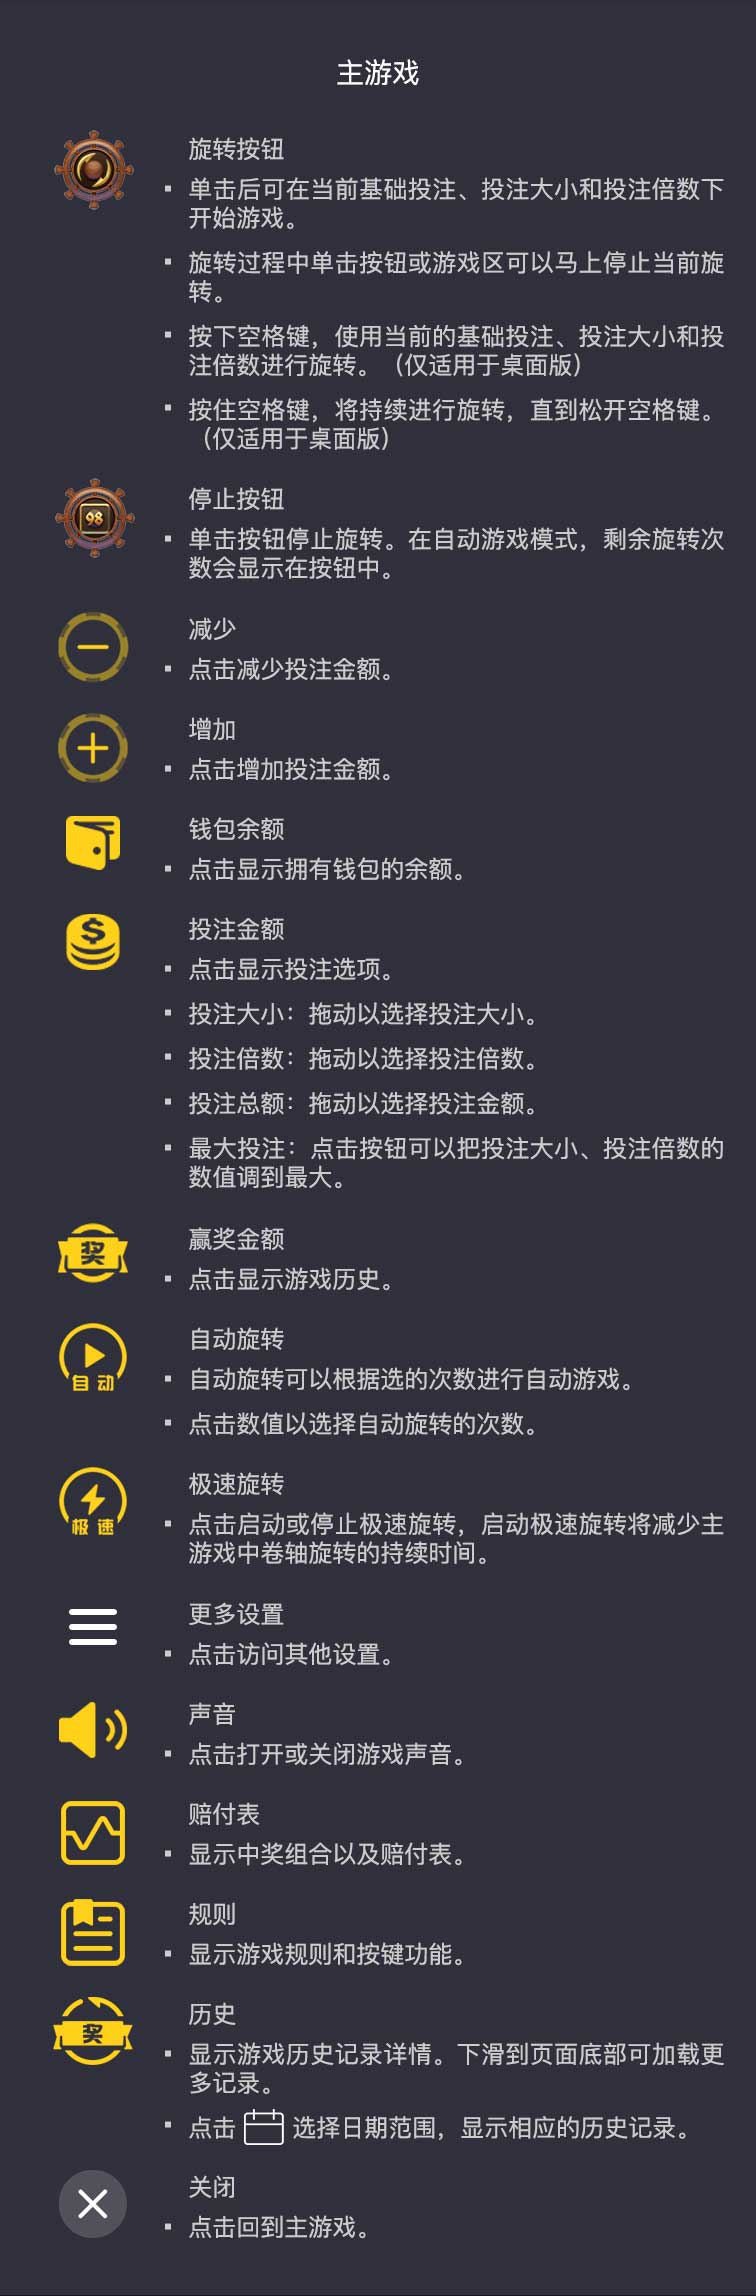 主游戏
旋转按钮
▪ 单击后可在当前基础投注、投注大小和投注倍数下
开始游戏。
▪ 旋转过程中单击按钮或游戏区可以马上停止当前旋
转。
▪ 按下空格键，使用当前的基础投注、投注大小和投
注倍数进行旋转。（仅适用于桌面版）
▪ 按住空格键，将持续进行旋转，直到松开空格键。
（仅适用于桌面版）
98
停止按钮
▪ 单击按钮停止旋转。在自动游戏模式，剩余旋转次
数会显示在按钮中。
减少
▪ 点击减少投注金额。
增加
▪ 点击增加投注金额。
钱包余额
▪ 点击显示拥有钱包的余额。
$
投注金额
▪ 点击显示投注选项。
▪ 投注大小：拖动以选择投注大小。
▪ 投注倍数：拖动以选择投注倍数。
▪ 投注总额：拖动以选择投注金额。
▪ 最大投注：点击按钮可以把投注大小、投注倍数的
数值调到最大。
奖
赢奖金额
▪ 点击显示游戏历史。
自动
自动旋转
▪ 自动旋转可以根据选的次数进行自动游戏。
▪ 点击数值以选择自动旋转的次数。
极速
极速旋转
▪ 点击启动或停止极速旋转，启动极速旋转将减少主
游戏中卷轴旋转的持续时间。
更多设置
▪ 点击访问其他设置。
声音
▪ 点击打开或关闭游戏声音。
赔付表
▪ 显示中奖组合以及赔付表。
规则
▪ 显示游戏规则和按键功能。
奖
历史
▪ 显示游戏历史记录详情。下滑到页面底部可加载更
多记录。
▪ 点击 选择日期范围，显示相应的历史记录。
关闭
▪ 点击回到主游戏。